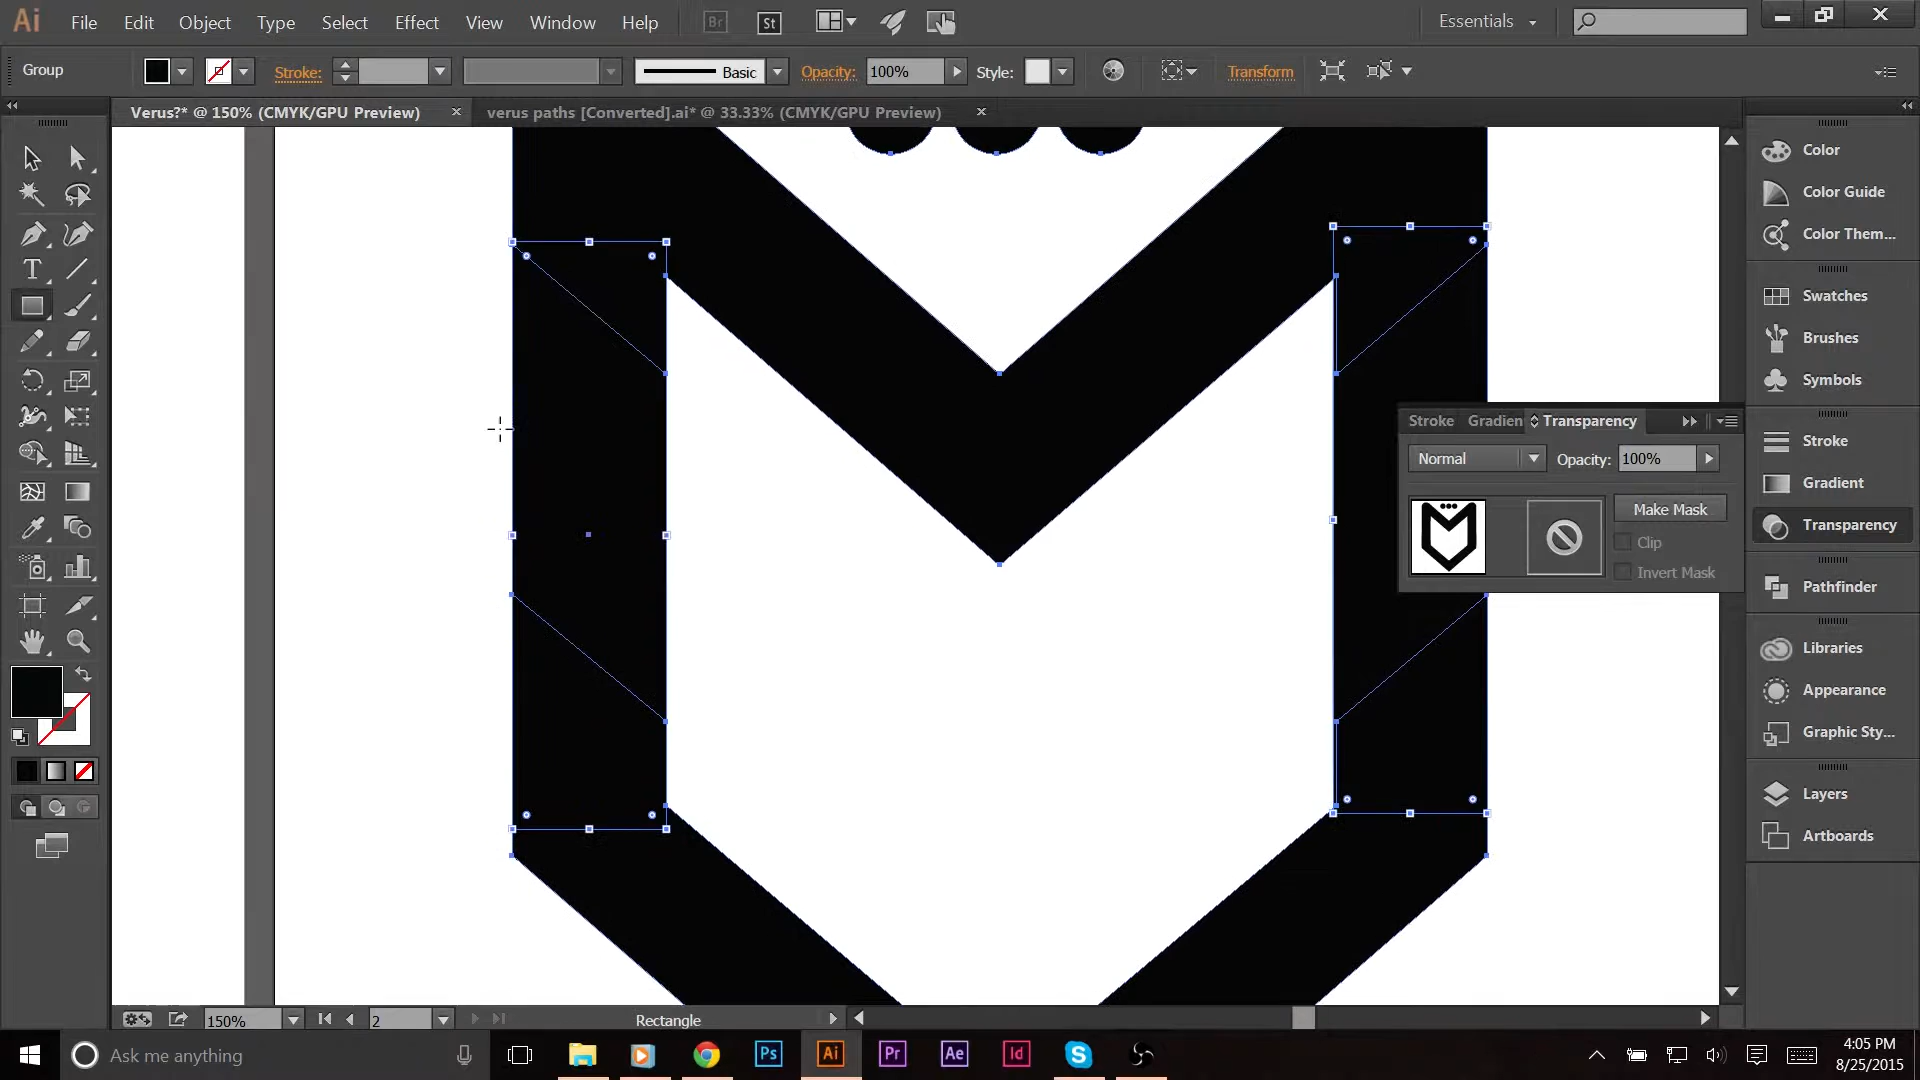 Ai File Edit Object Type Select Effect View Window Help Br St Essentials
Group Stroke: Basic Opacity: 100% Style: Transform
Verus?* @ 150% (CMYK/GPU Preview) verus paths [Converted].ai* @ 33.33% (CMYK/GPU Preview)
Color
Color Guide
Color Them...
Swatches
Brushes
Symbols
Stroke
Gradient
Transparency
Pathfinder
Libraries
Appearance
Graphic Sty...
Layers
Artboards
Stroke Gradien Transparency
Normal Opacity: 100%
Make Mask
Clip
Invert Mask
T
150% 2 Rectangle
Ask me anything Ps Ai Pr Ae Id
4:05 PM
8/25/2015